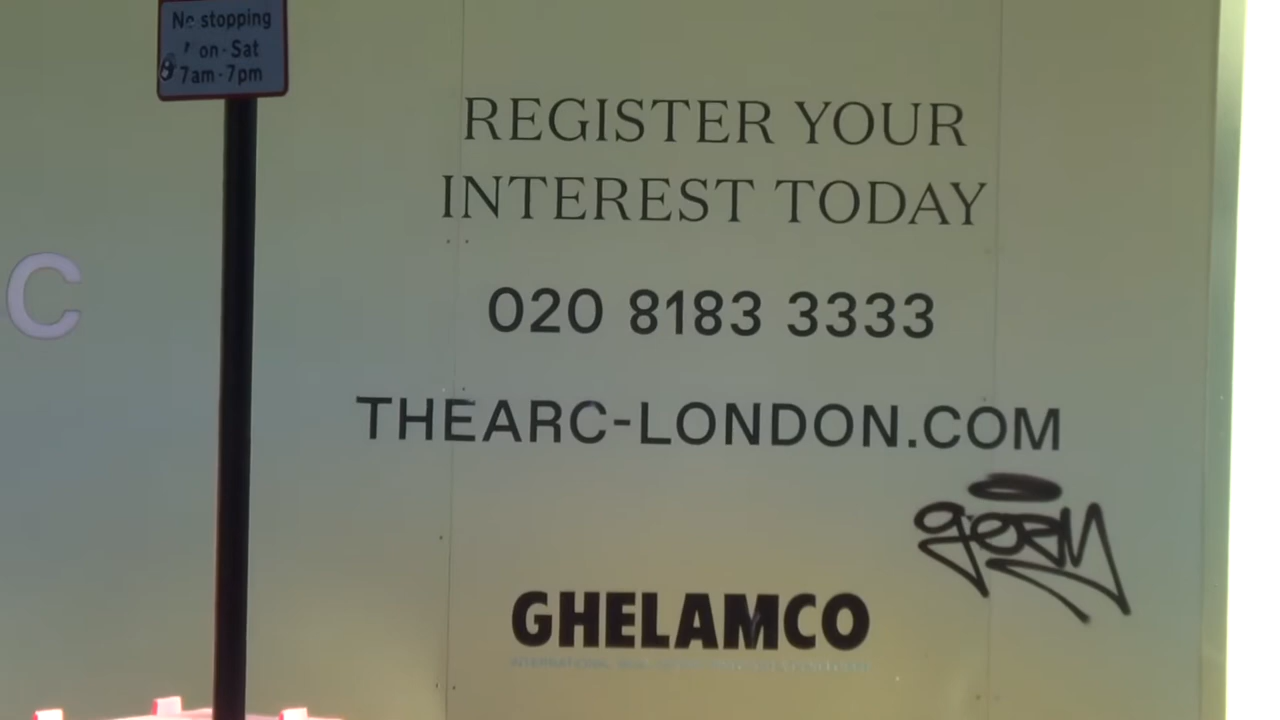 No stopping
on - Sat
7am - 7pm
REGISTER YOUR
INTEREST TODAY
020 8183 3333
C
THEARC-LONDON.COM
GHELAMCO